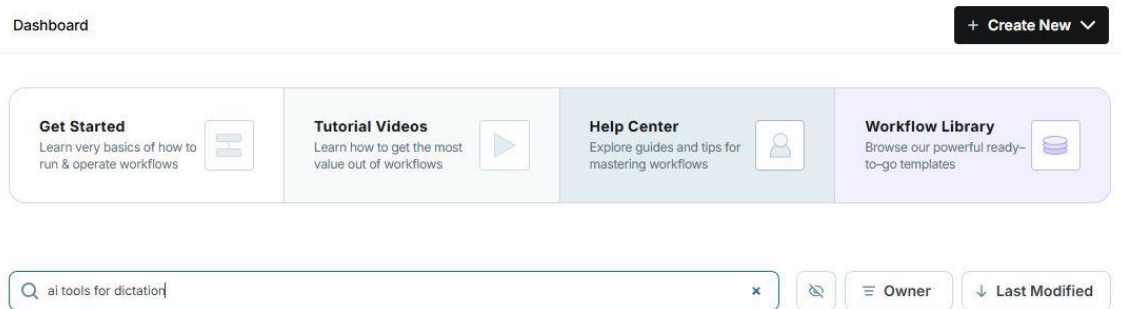 Dashboard
+ Create New
Get Started
Learn very basics of how to
run & operate workflows
Tutorial Videos
Learn how to get the most
value out of workflows
Help Center
Explore guides and tips for
mastering workflows
Workflow Library
Browse our powerful ready–
to–go templates
ai tools for dictation
Owner
Last Modified